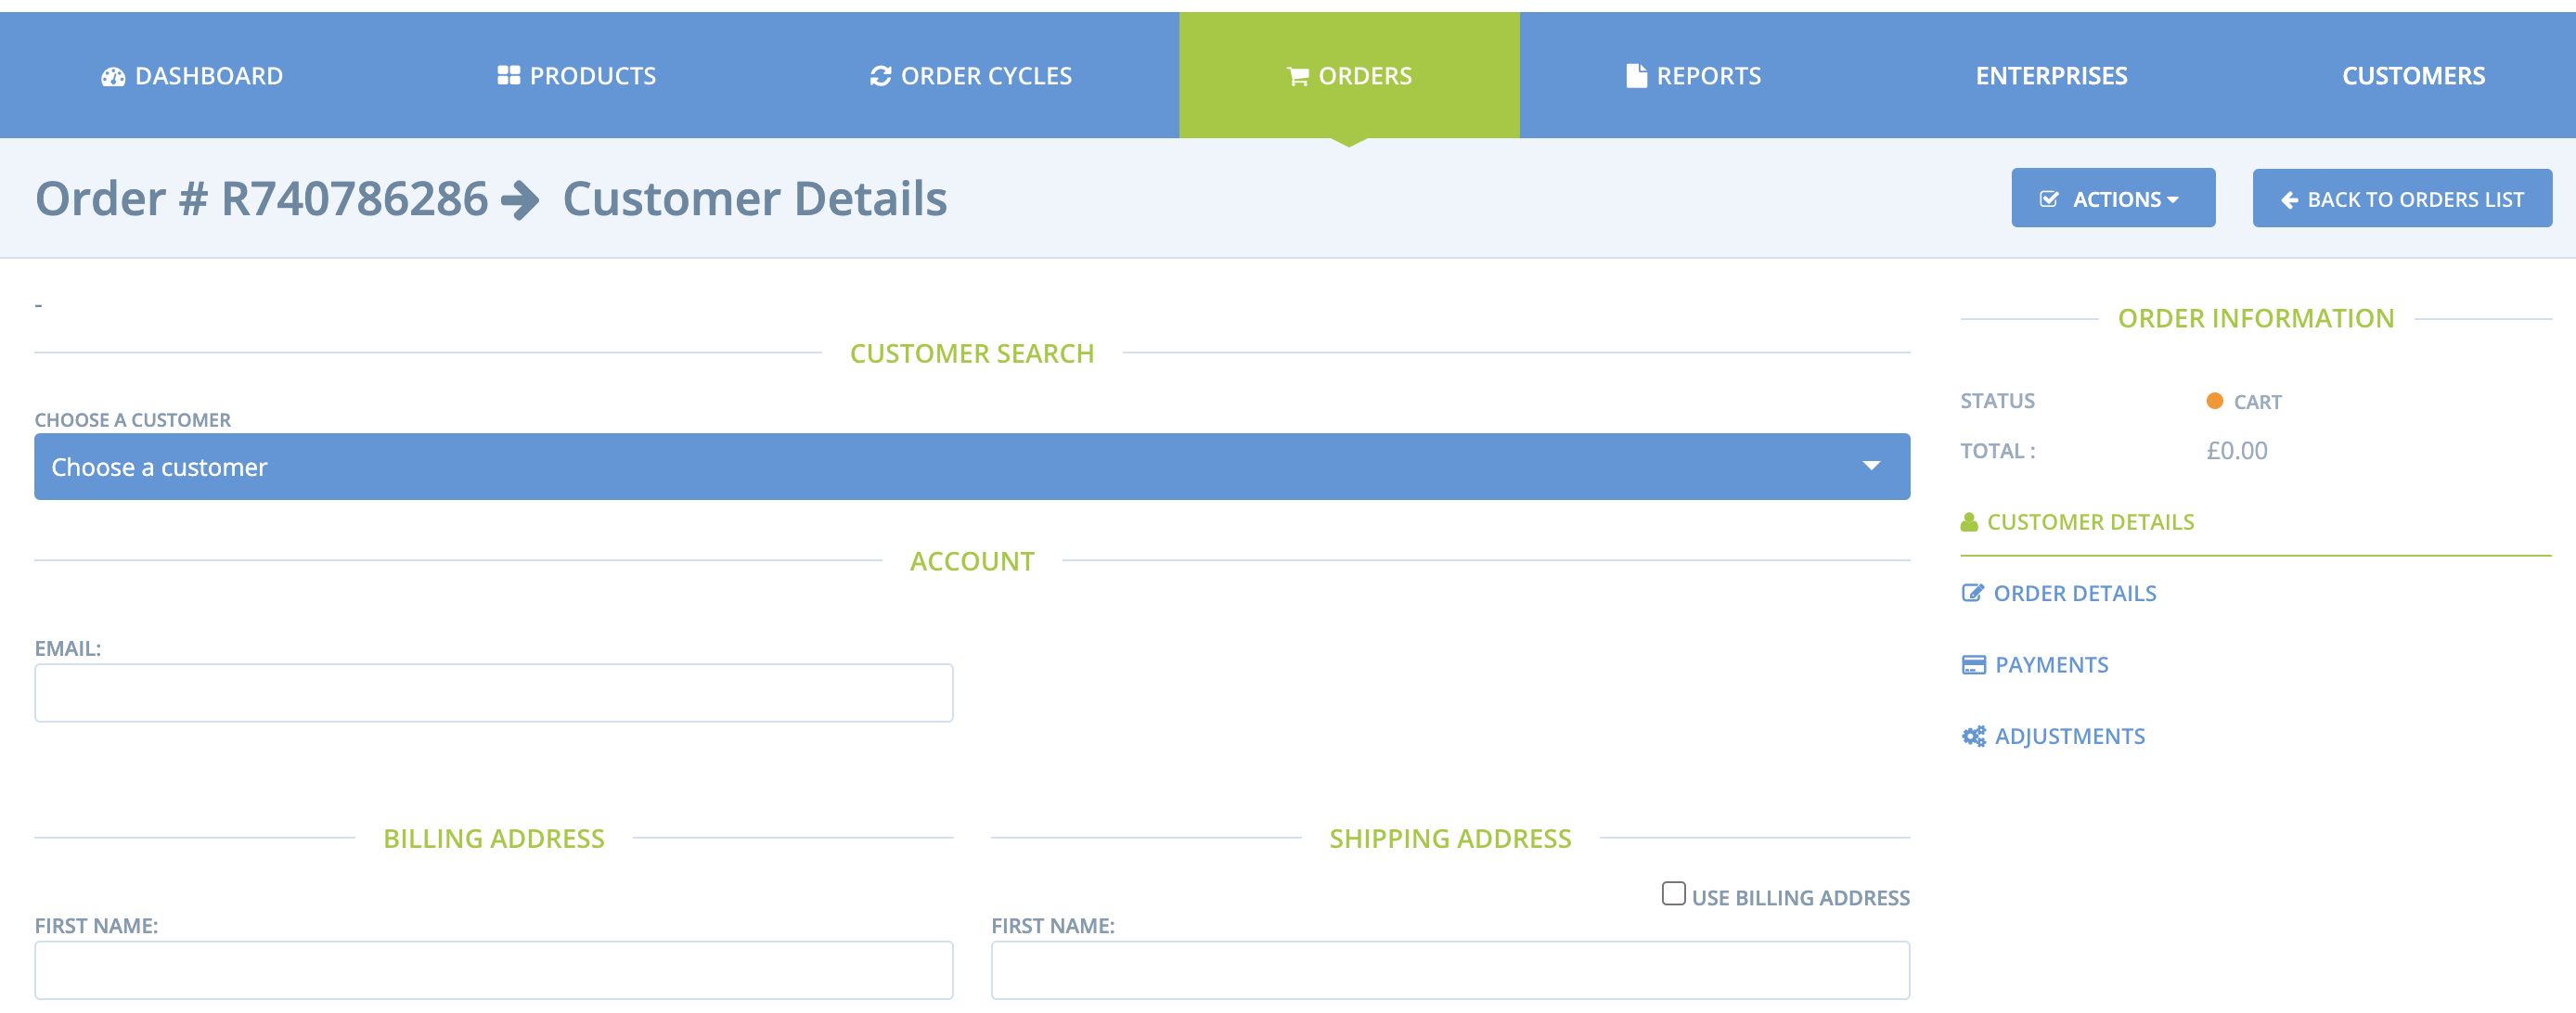 DASHBOARD PRODUCTS ORDER CYCLES ORDERS REPORTS ENTERPRISES CUSTOMERS
Order # R740786286 Customer Details
ACTIONS BACK TO ORDERS LIST
-
CUSTOMER SEARCH
CHOOSE A CUSTOMER
Choose a customer
ACCOUNT
EMAIL:
BILLING ADDRESS
FIRST NAME:
SHIPPING ADDRESS
USE BILLING ADDRESS
FIRST NAME:
ORDER INFORMATION
STATUS CART
TOTAL : £0.00
CUSTOMER DETAILS
ORDER DETAILS
PAYMENTS
ADJUSTMENTS